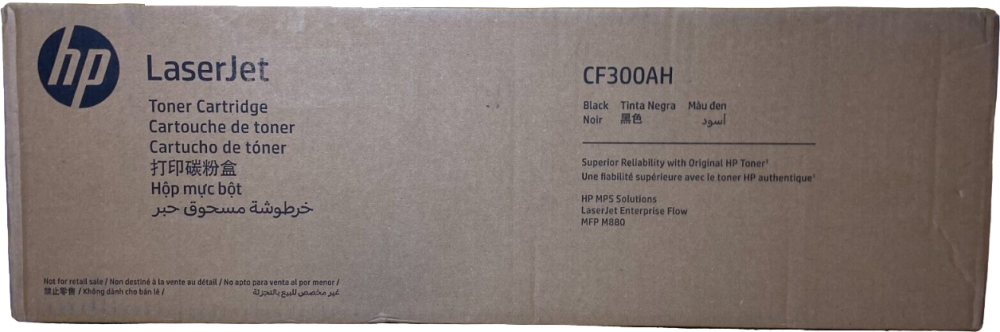 hp
LaserJet
Toner Cartridge
Cartouche de toner
Cartucho de tóner
打印碳粉盒
Hộp mực bột
خرطوشة مسحوق حبر
Not for retail sale / Non destiné à la vente au détail / No apto para venta al por menor /
禁止零售 / Không dành cho bán lẻ / غير مخصص للبيع بالتجزئة
CF300AH
Black Tinta Negra Màu đen
Noir 黑色 أسود
Superior Reliability with Original HP Toner¹
Une fiabilité supérieure avec le toner HP authentique¹
HP MPS Solutions
LaserJet Enterprise Flow
MFP M880